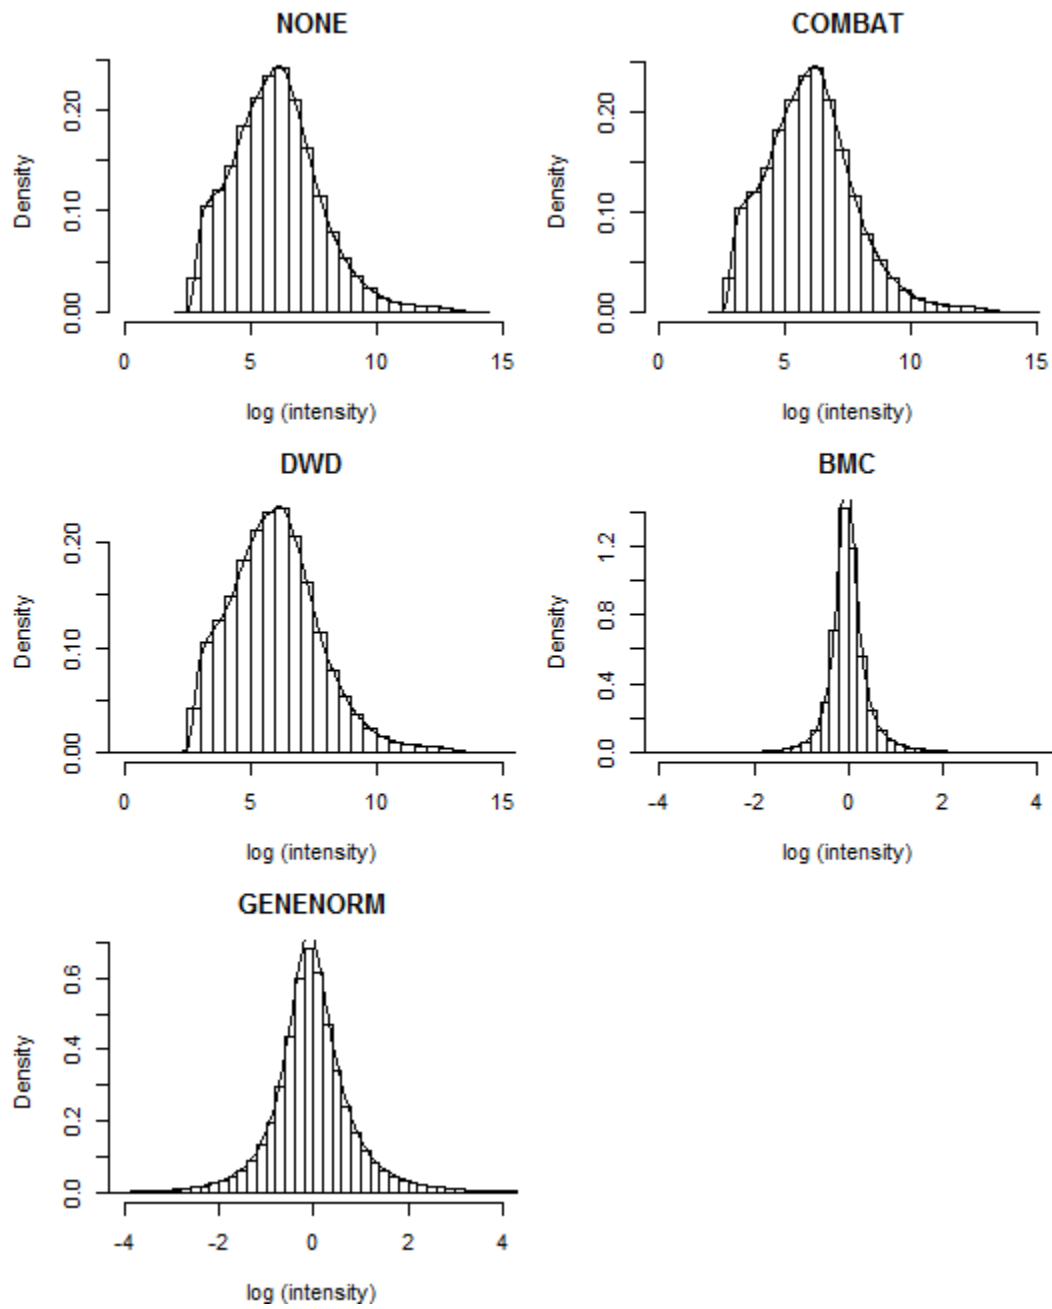 NONE
Density
0.00 0.10 0.20
0 5 10 15
log (intensity)
COMBAT
Density
0.00 0.10 0.20
0 5 10 15
log (intensity)
DWD
Density
0.00 0.10 0.20
0 5 10 15
log (intensity)
BMC
Density
0.0 0.4 0.8 1.2
-4 -2 0 2 4
log (intensity)
GENENORM
Density
0.0 0.2 0.4 0.6
-4 -2 0 2 4
log (intensity)